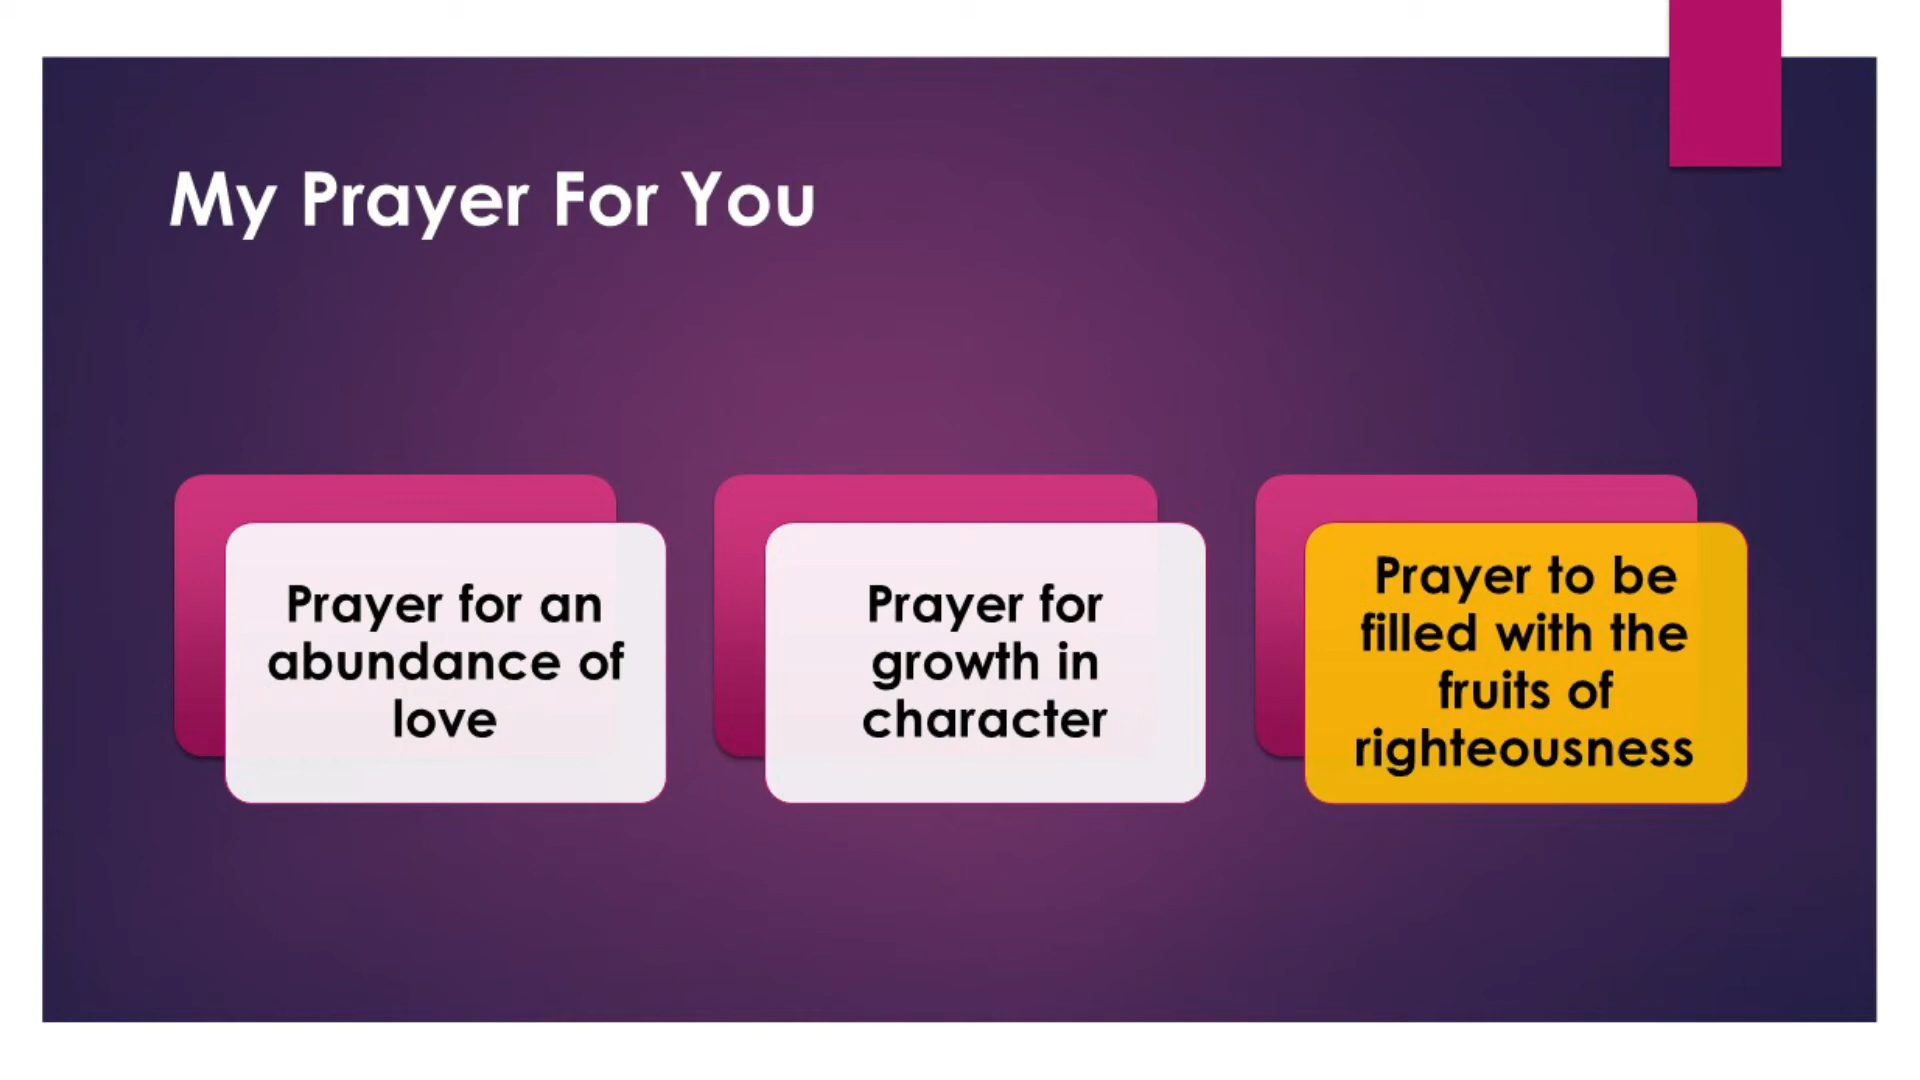 My Prayer For You
Prayer for an
abundance of
love
Prayer for
growth in
character
Prayer to be
filled with the
fruits of
righteousness